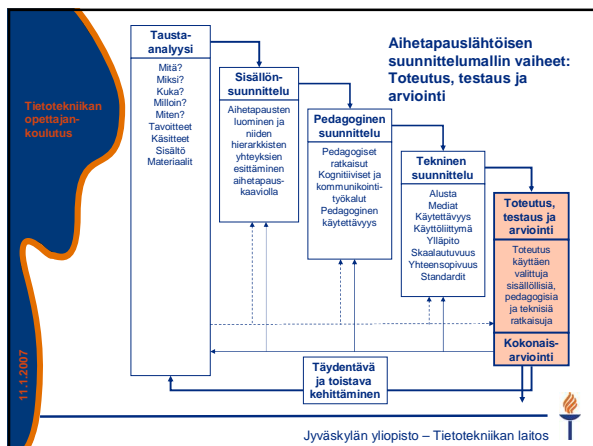 Tietotekniikan
opettajan-
koulutus
11.1.2007
Aihetapauslähtöisen
suunnittelumallin vaiheet:
Toteutus, testaus ja
arviointi
Tausta-
analyysi
Mitä?
Miksi?
Kuka?
Milloin?
Miten?
Tavoitteet
Käsitteet
Sisältö
Materiaalit
Sisällön-
suunnittelu
Aihetapausten
luominen ja
niiden
hierarkkisten
yhteyksien
esittäminen
aihetapaus-
kaaviolla
Pedagoginen
suunnittelu
Pedagogiset
ratkaisut
Kognitiiviset ja
kommunikointi-
työkalut
Pedagoginen
käytettävyys
Tekninen
suunnittelu
Alusta
Mediat
Käytettävyys
Käyttöliittymä
Ylläpito
Skaalautuvuus
Yhteensopivuus
Standardit
Toteutus,
testaus ja
arviointi
Toteutus
käyttäen
valittuja
sisällöllisiä,
pedagogisia
ja teknisiä
ratkaisuja
Kokonais-
arviointi
Täydentävä
ja toistava
kehittäminen
Jyväskylän yliopisto – Tietotekniikan laitos